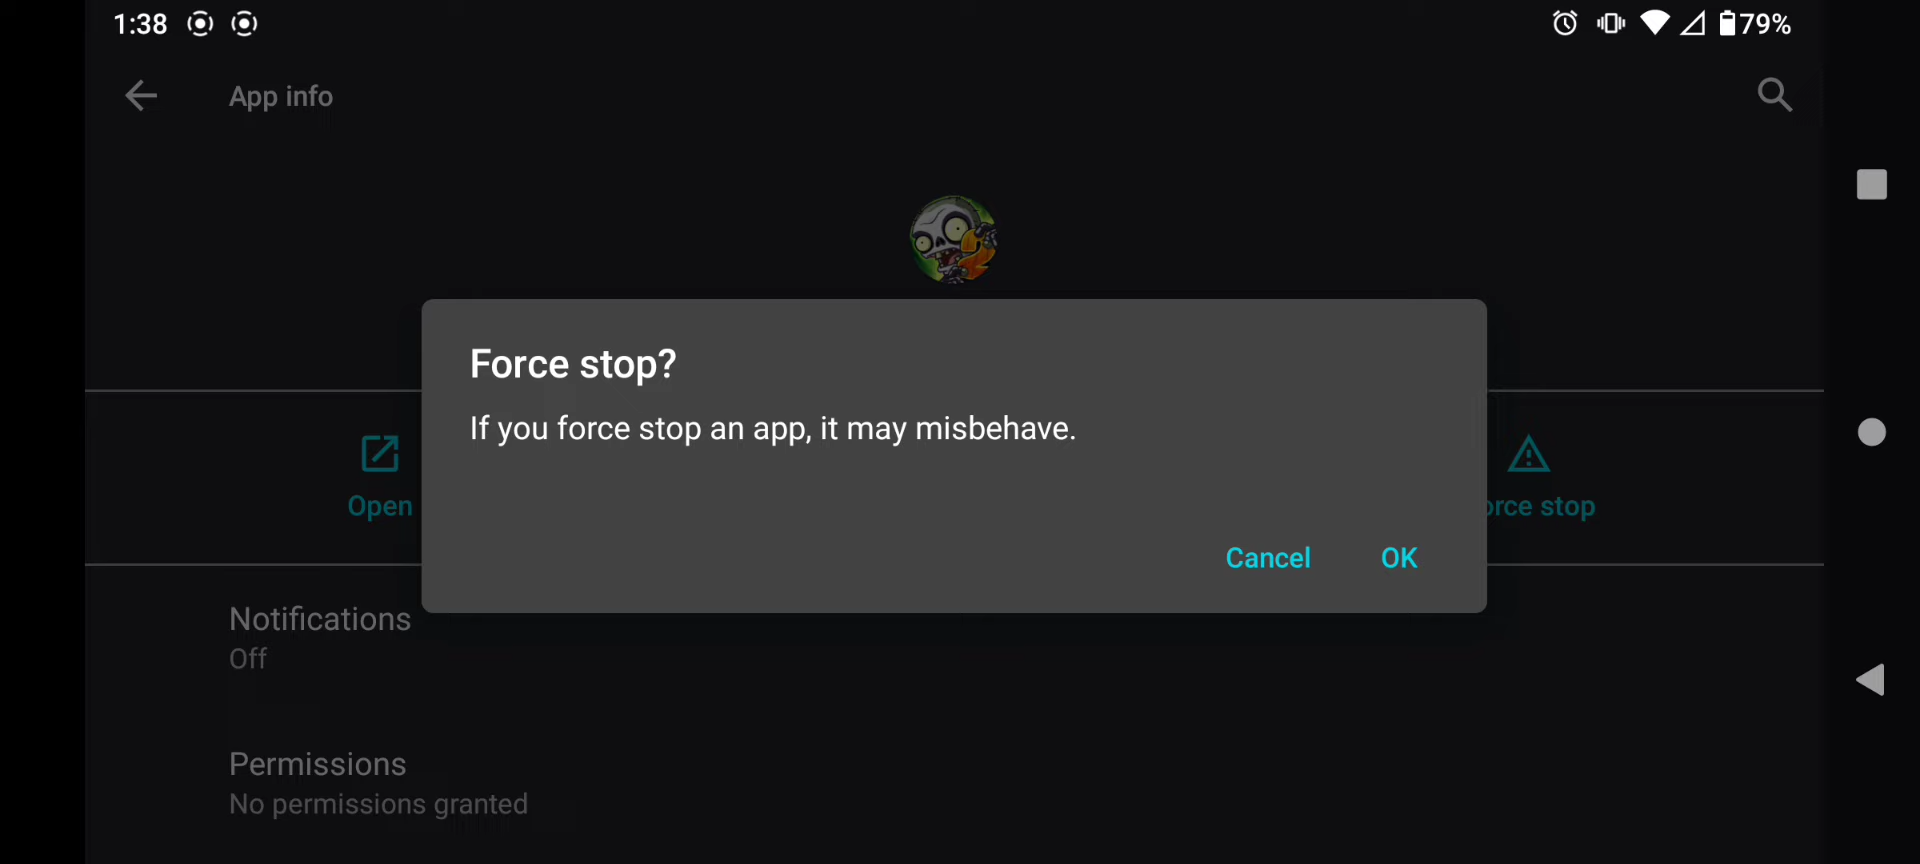 1:38
79%
App info
Force stop?
If you force stop an app, it may misbehave.
Open
orce stop
Cancel
OK
Notifications
Off
Permissions
No permissions granted